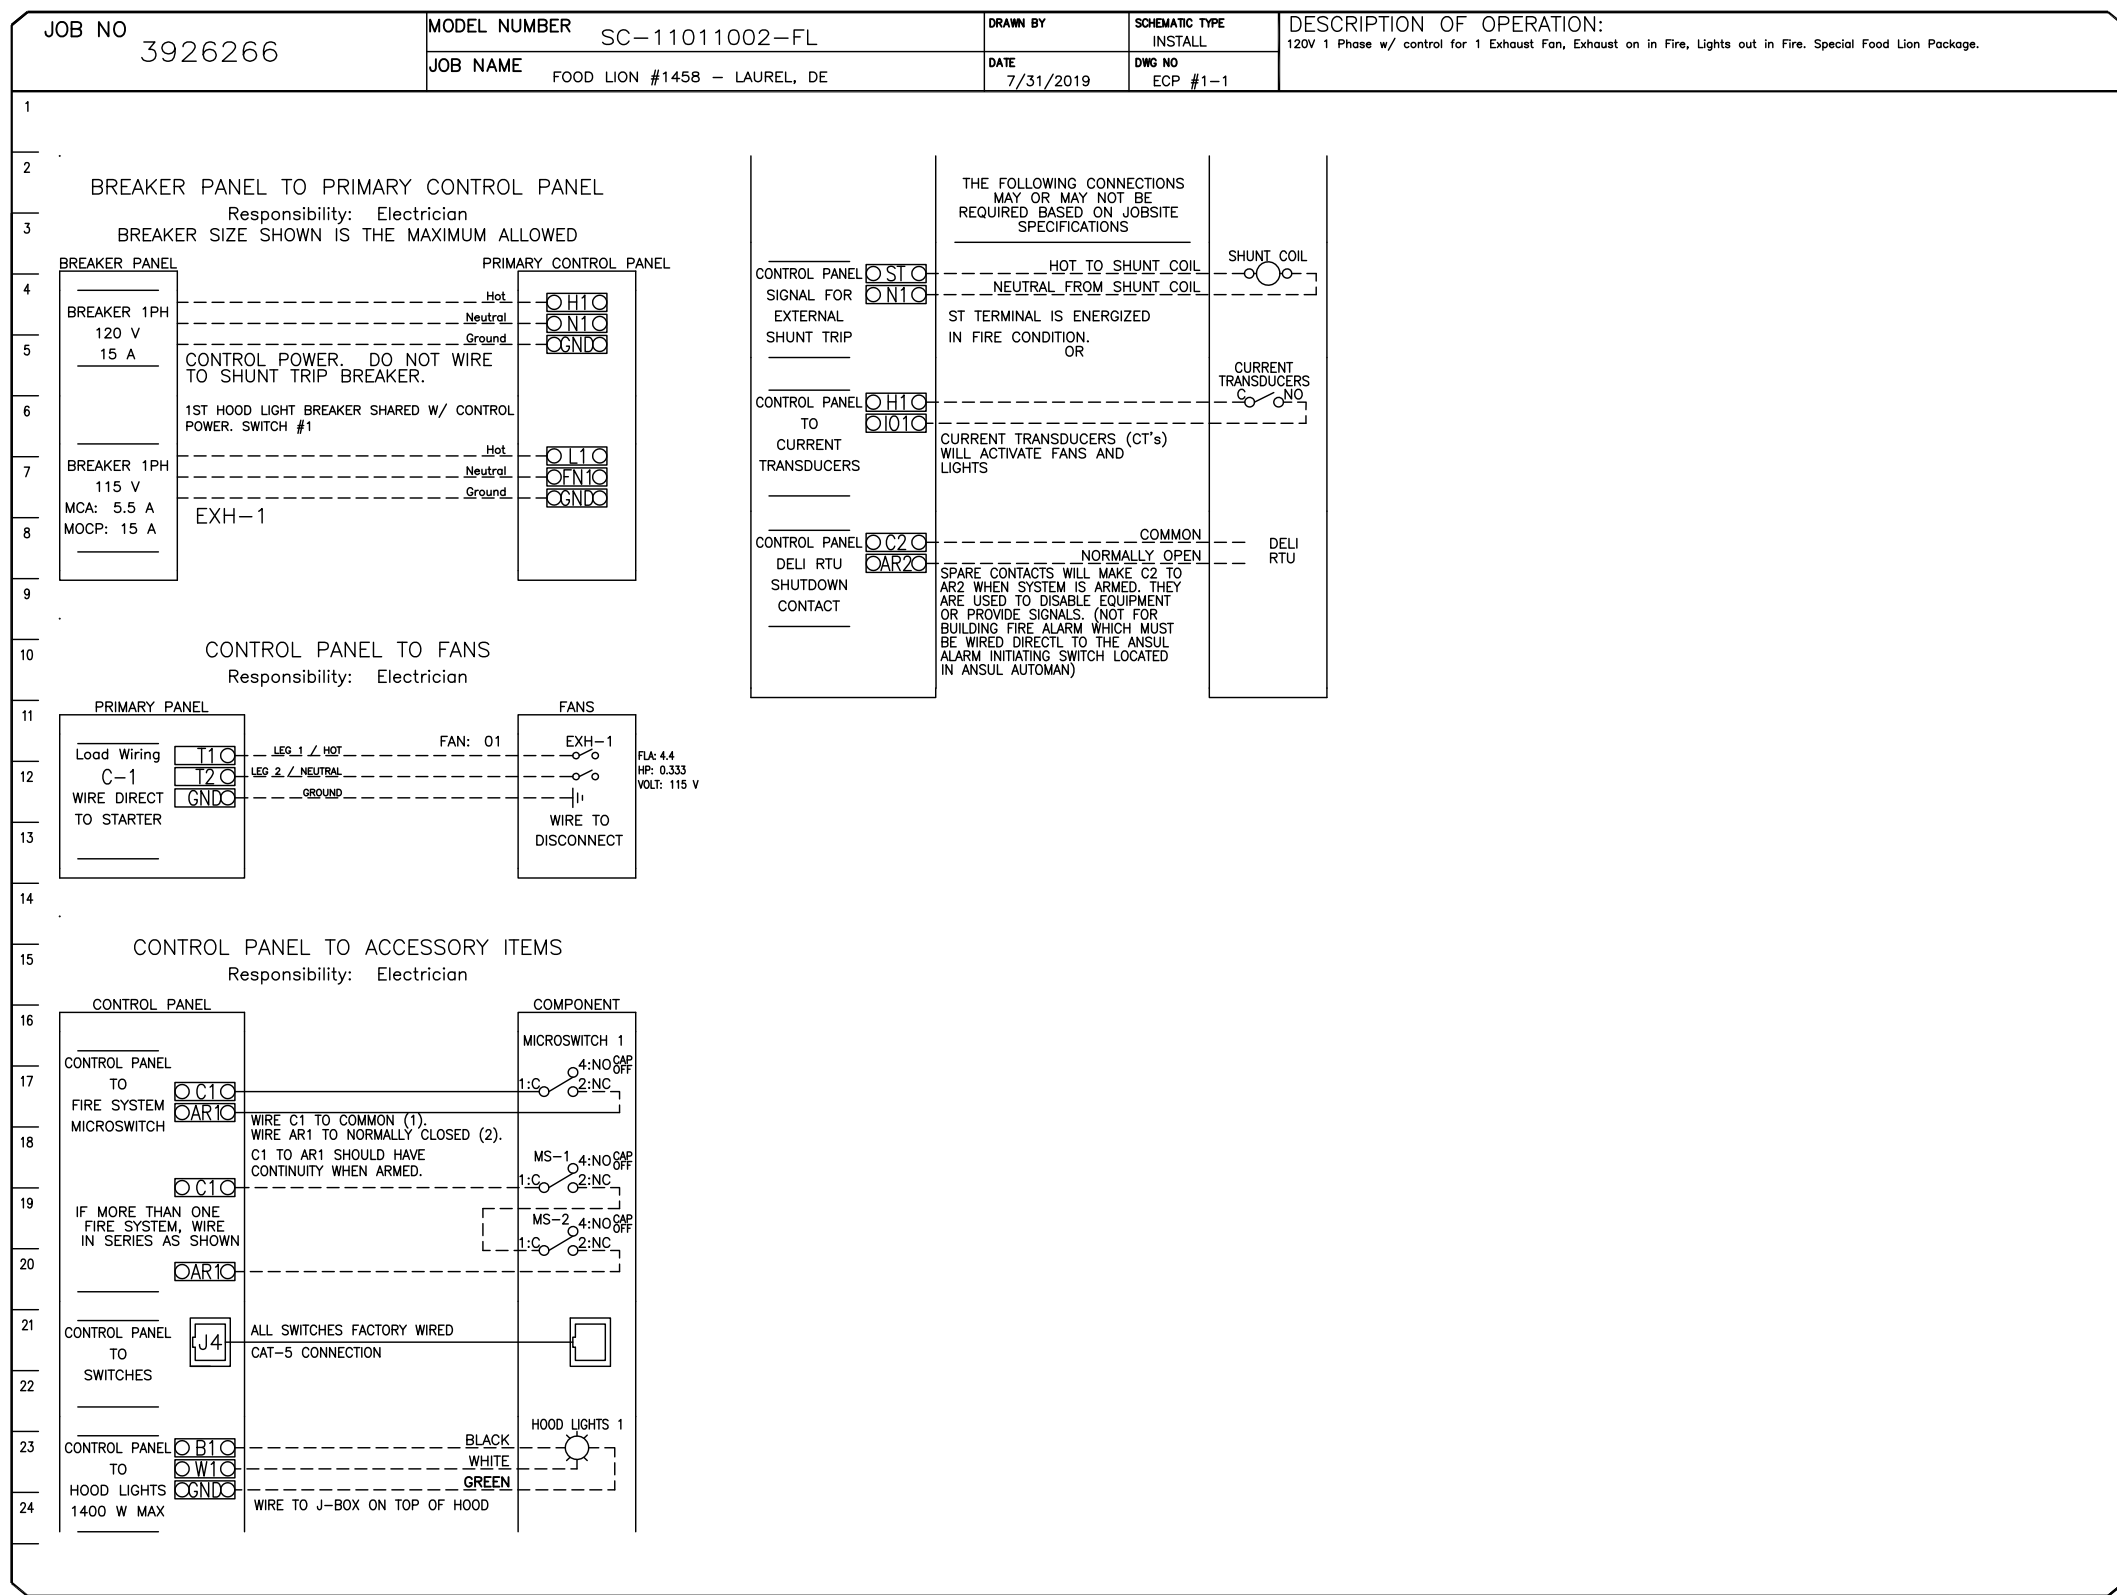 JOB NO
3926266
MODEL NUMBER SC-11011002-FL
JOB NAME FOOD LION #1458 - LAUREL, DE
DRAWN BY
DATE
7/31/2019
SCHEMATIC TYPE
INSTALL
DWG NO
ECP #1-1
DESCRIPTION OF OPERATION:
120V 1 Phase w/ control for 1 Exhaust Fan, Exhaust on in Fire, Lights out in Fire. Special Food Lion Package.
1
2
3
4
5
6
7
8
9
10
11
12
13
14
15
16
17
18
19
20
21
22
23
24
BREAKER PANEL TO PRIMARY CONTROL PANEL
Responsibility: Electrician
BREAKER SIZE SHOWN IS THE MAXIMUM ALLOWED
BREAKER PANEL
PRIMARY CONTROL PANEL
BREAKER 1PH
120 V
15 A
Hot
H1
Neutral
N1
Ground
GND
CONTROL POWER. DO NOT WIRE
TO SHUNT TRIP BREAKER.
1ST HOOD LIGHT BREAKER SHARED W/ CONTROL
POWER. SWITCH #1
BREAKER 1PH
115 V
MCA: 5.5 A
MOCP: 15 A
Hot
L1
Neutral
FN1
Ground
GND
EXH-1
CONTROL PANEL TO FANS
Responsibility: Electrician
PRIMARY PANEL
FANS
Load Wiring
C-1
WIRE DIRECT
TO STARTER
T1
T2
GND
LEG 1 / HOT
LEG 2 / NEUTRAL
GROUND
FAN: 01
EXH-1
WIRE TO
DISCONNECT
FLA: 4.4
HP: 0.333
VOLT: 115 V
CONTROL PANEL TO ACCESSORY ITEMS
Responsibility: Electrician
CONTROL PANEL
COMPONENT
CONTROL PANEL
TO
FIRE SYSTEM
MICROSWITCH
C1
AR1
MICROSWITCH 1
4:NO CAP OFF
1:C
2:NC
WIRE C1 TO COMMON (1).
WIRE AR1 TO NORMALLY CLOSED (2).
C1 TO AR1 SHOULD HAVE
CONTINUITY WHEN ARMED.
C1
MS-1
4:NO CAP OFF
1:C
2:NC
IF MORE THAN ONE
FIRE SYSTEM, WIRE
IN SERIES AS SHOWN
MS-2
4:NO CAP OFF
1:C
2:NC
AR1
CONTROL PANEL
TO
SWITCHES
J4
ALL SWITCHES FACTORY WIRED
CAT-5 CONNECTION
HOOD LIGHTS 1
CONTROL PANEL
TO
HOOD LIGHTS
1400 W MAX
B1
W1
GND
BLACK
WHITE
GREEN
WIRE TO J-BOX ON TOP OF HOOD
THE FOLLOWING CONNECTIONS
MAY OR MAY NOT BE
REQUIRED BASED ON JOBSITE
SPECIFICATIONS
CONTROL PANEL
SIGNAL FOR
EXTERNAL
SHUNT TRIP
ST
N1
HOT TO SHUNT COIL
NEUTRAL FROM SHUNT COIL
SHUNT COIL
ST TERMINAL IS ENERGIZED
IN FIRE CONDITION.
OR
CONTROL PANEL
TO
CURRENT
TRANSDUCERS
H1
IO1
CURRENT
TRANSDUCERS
C
NO
CURRENT TRANSDUCERS (CT's)
WILL ACTIVATE FANS AND
LIGHTS
CONTROL PANEL
DELI RTU
SHUTDOWN
CONTACT
C2
AR2
COMMON
NORMALLY OPEN
DELI
RTU
SPARE CONTACTS WILL MAKE C2 TO
AR2 WHEN SYSTEM IS ARMED. THEY
ARE USED TO DISABLE EQUIPMENT
OR PROVIDE SIGNALS. (NOT FOR
BUILDING FIRE ALARM WHICH MUST
BE WIRED DIRECTL TO THE ANSUL
ALARM INITIATING SWITCH LOCATED
IN ANSUL AUTOMAN)